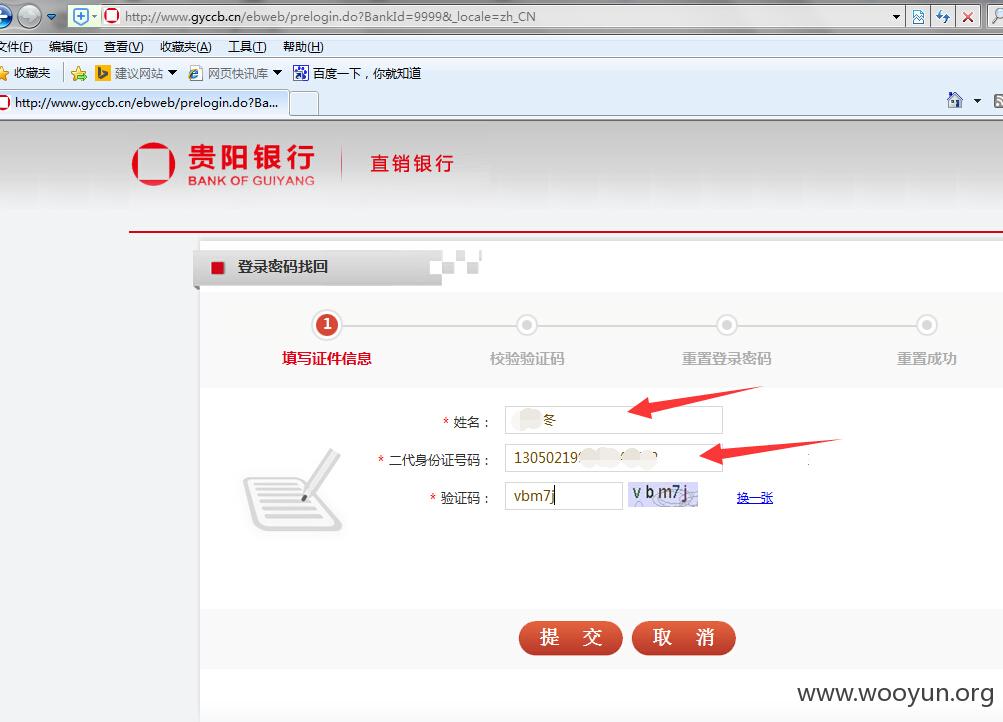 http://www.gyccb.cn/ebweb/prelogin.do?BankId=9999&_locale=zh_CN
文件(F) 编辑(E) 查看(V) 收藏夹(A) 工具(T) 帮助(H)
收藏夹 建议网站 网页快讯库 百度一下，你就知道
http://www.gyccb.cn/ebweb/prelogin.do?Ba...
贵阳银行 直销银行
BANK OF GUIYANG
登录密码找回
1
填写证件信息 校验验证码 重置登录密码 重置成功
* 姓名： 冬
* 二代身份证号码： 13050219
* 验证码： vbm7j vbm7j 换一张
提 交 取 消
www.wooyun.org